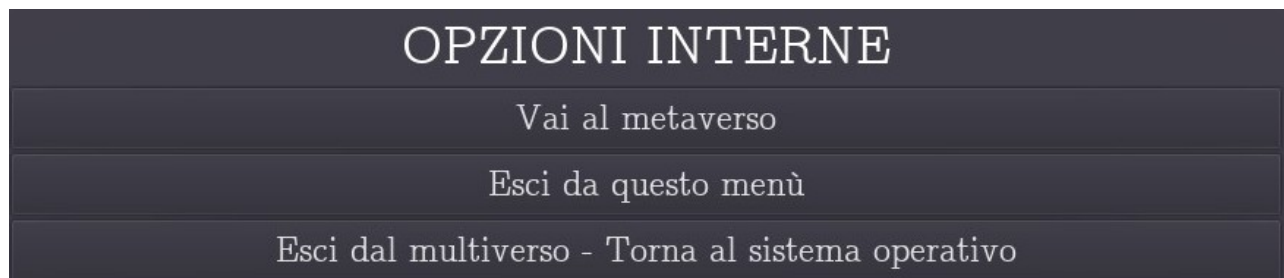 OPZIONI INTERNE
Vai al metaverso
Esci da questo menù
Esci dal multiverso - Torna al sistema operativo